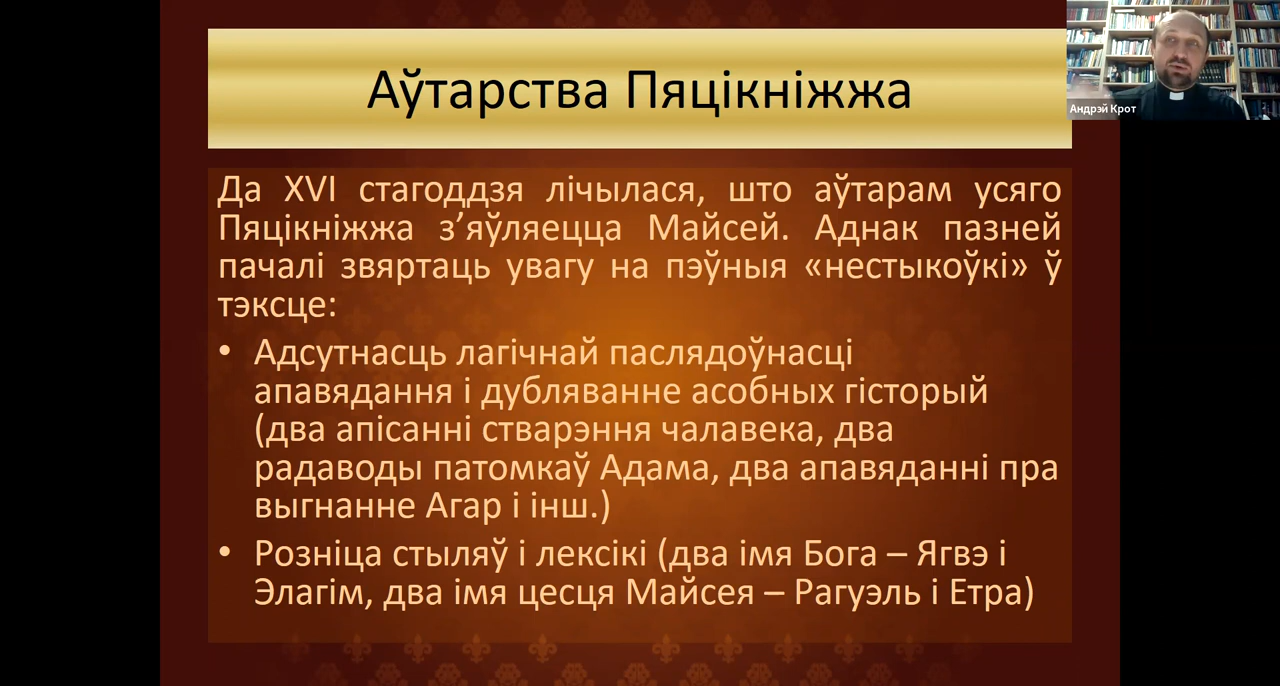 Аўтарства Пяцікніжжа
Андрэй Крот
Да XVI стагоддзя лічылася, што аўтарам усяго
Пяцікніжжа з’яўляецца Майсей. Аднак пазней
пачалі звяртаць увагу на пэўныя «нестыкоўкі» ў
тэксце:
• Адсутнасць лагічнай паслядоўнасці
апавядання і дубляванне асобных гісторый
(два апісанні стварэння чалавека, два
радаводы патомкаў Адама, два апавяданні пра
выгнанне Агар і інш.)
• Розніца стыляў і лексікі (два імя Бога – Ягвэ і
Элагім, два імя цесця Майсея – Рагуэль і Етра)